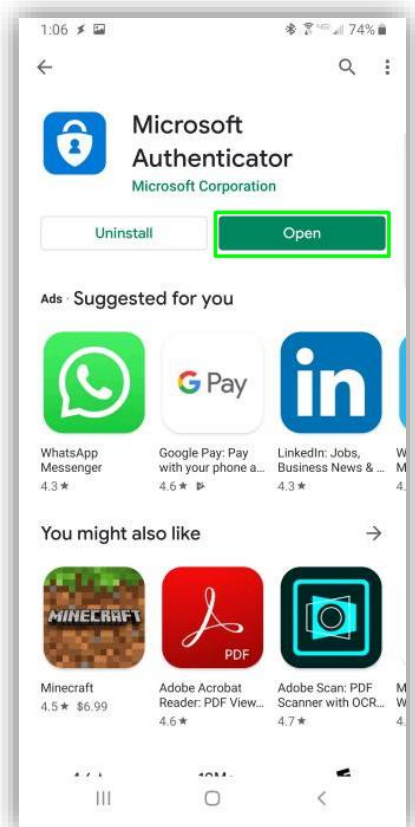 1:06 74%
Microsoft
Authenticator
Microsoft Corporation
Uninstall Open
Ads · Suggested for you
G Pay
in
WhatsApp Google Pay: Pay LinkedIn: Jobs, W
Messenger with your phone a... Business News & ... M
4.3★ 4.6★ 4.3★ 4.
You might also like →
MINECRAFT
PDF
Minecraft Adobe Acrobat Adobe Scan: PDF M
4.5★ $6.99 Reader: PDF View... Scanner with OCR... W
4.6★ 4.7★ 4.